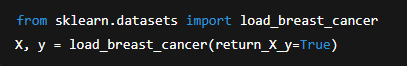 from sklearn.datasets import load_breast_cancer
X, y = load_breast_cancer(return_X_y=True)